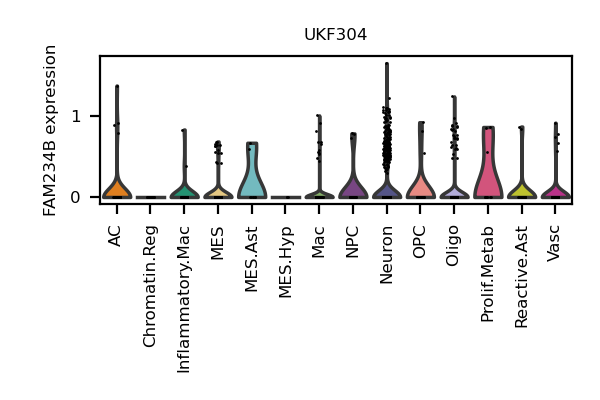 UKF304
FAM234B expression
1
0
AC
Chromatin.Reg
Inflammatory.Mac
MES
MES.Ast
MES.Hyp
Mac
NPC
Neuron
OPC
Oligo
Prolif.Metab
Reactive.Ast
Vasc